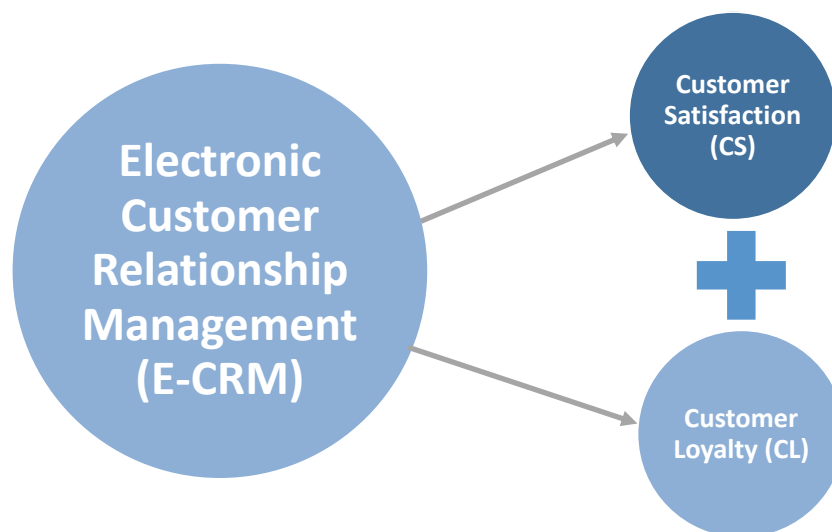 Electronic
Customer
Relationship
Management
(E-CRM)
Customer
Satisfaction
(CS)
Customer
Loyalty (CL)